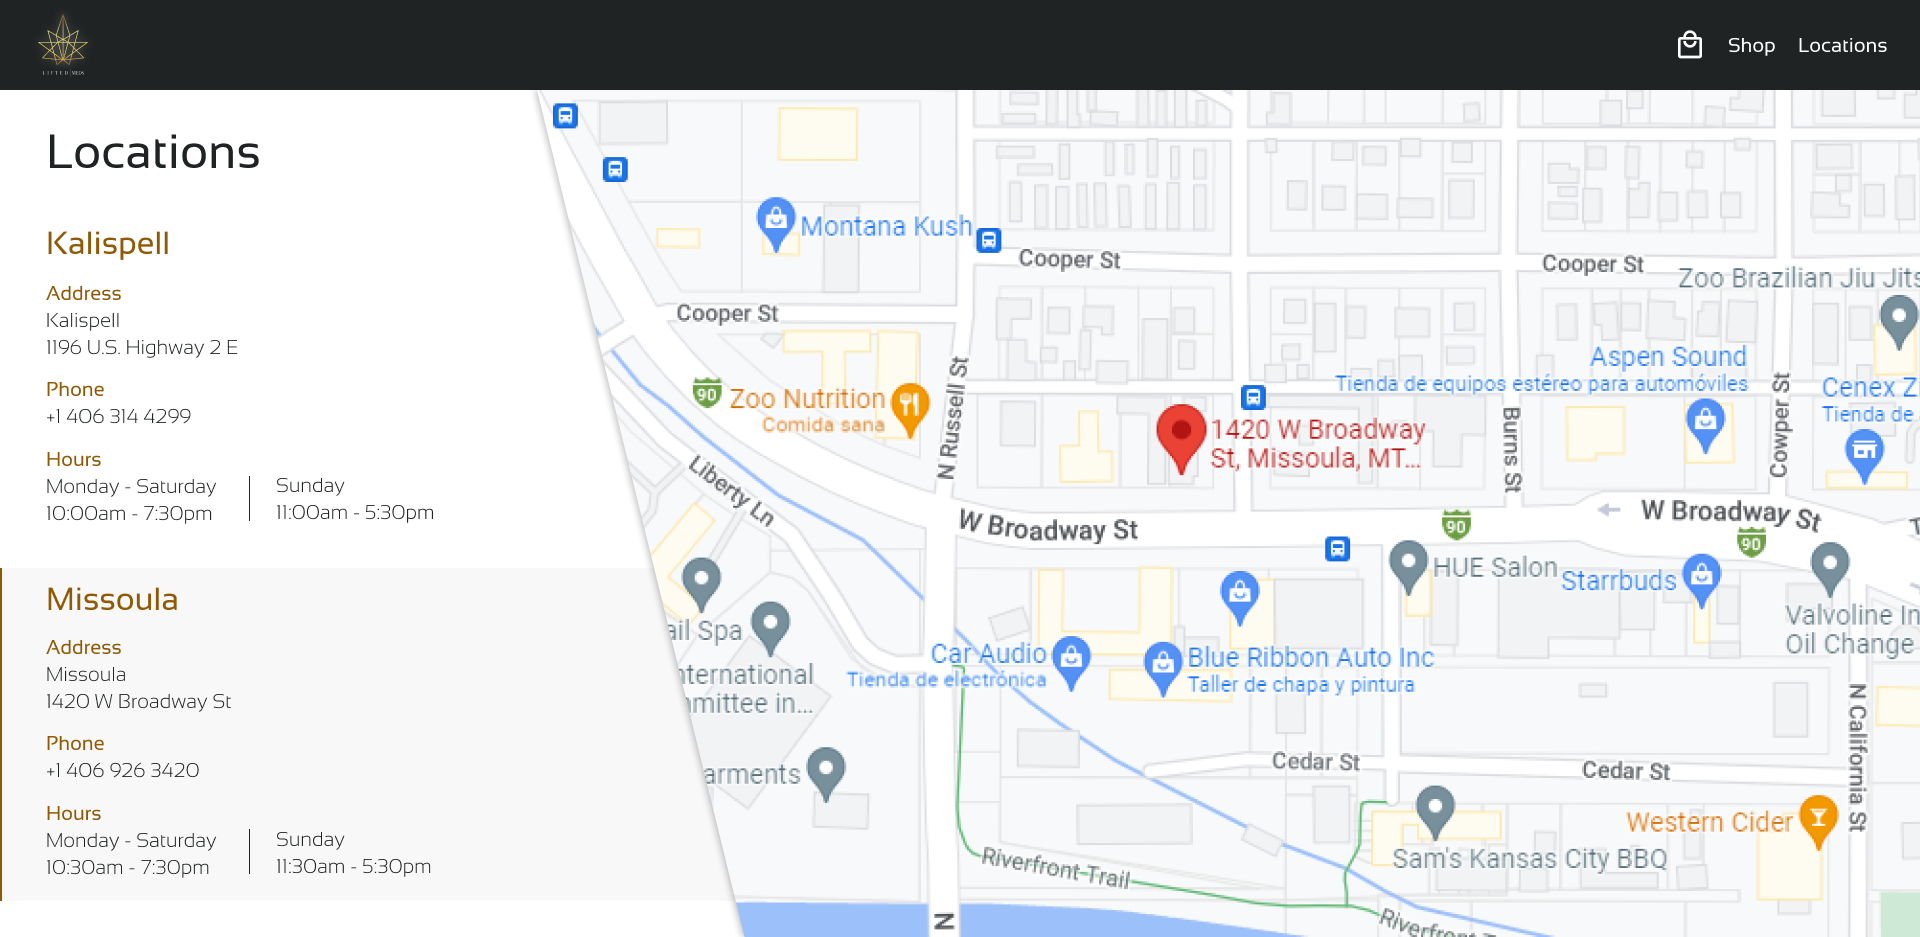 LIFTED MEDS
Shop
Locations
Locations
Kalispell
Address
Kalispell
1196 U.S. Highway 2 E
Phone
+1 406 314 4299
Hours
Monday - Saturday
10:00am - 7:30pm
Sunday
11:00am - 5:30pm
Missoula
Address
Missoula
1420 W Broadway St
Phone
+1 406 926 3420
Hours
Monday - Saturday
10:30am - 7:30pm
Sunday
11:30am - 5:30pm
Montana Kush
Cooper St
Cooper St
Zoo Brazilian Jiu Jits
Cooper St
N Russell St
Aspen Sound
Tienda de equipos estéreo para automóviles
Cenex Z
Tienda de
90
Zoo Nutrition
Comida sana
1420 W Broadway
St, Missoula, MT...
Burns St
Cowper St
Liberty Ln
W Broadway St
90
W Broadway St
90
HUE Salon
Starrbuds
Valvoline In
Oil Change
ail Spa
nternational
mmittee in...
Car Audio
Tienda de electrónica
Blue Ribbon Auto Inc
Taller de chapa y pintura
N California St
arments
Cedar St
Cedar St
Western Cider
Sam's Kansas City BBQ
Riverfront Trail
Riverfront T
N